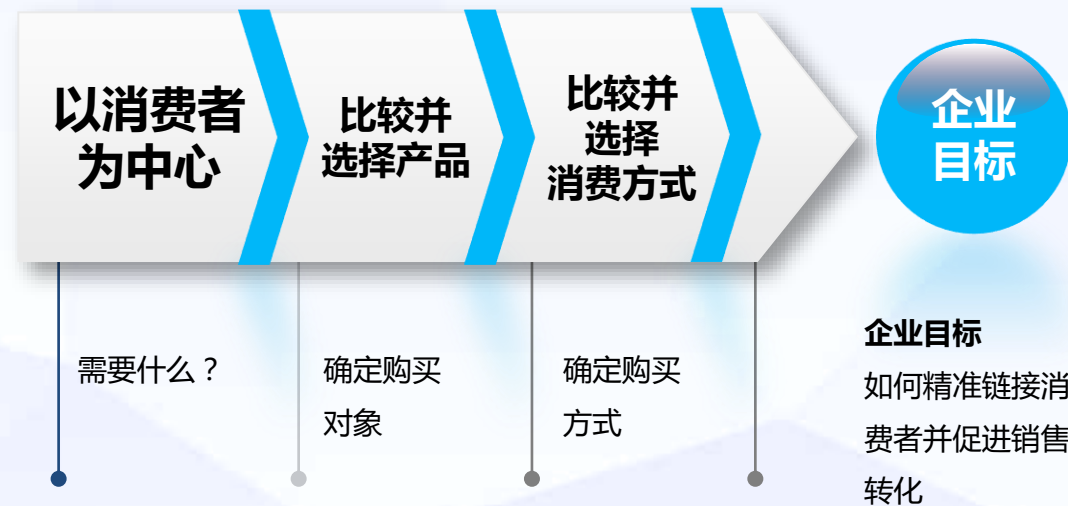 以消费者
为中心
比较并
选择产品
比较并
选择
消费方式
企业
目标
需要什么？
确定购买
对象
确定购买
方式
企业目标
如何精准链接消
费者并促进销售
转化